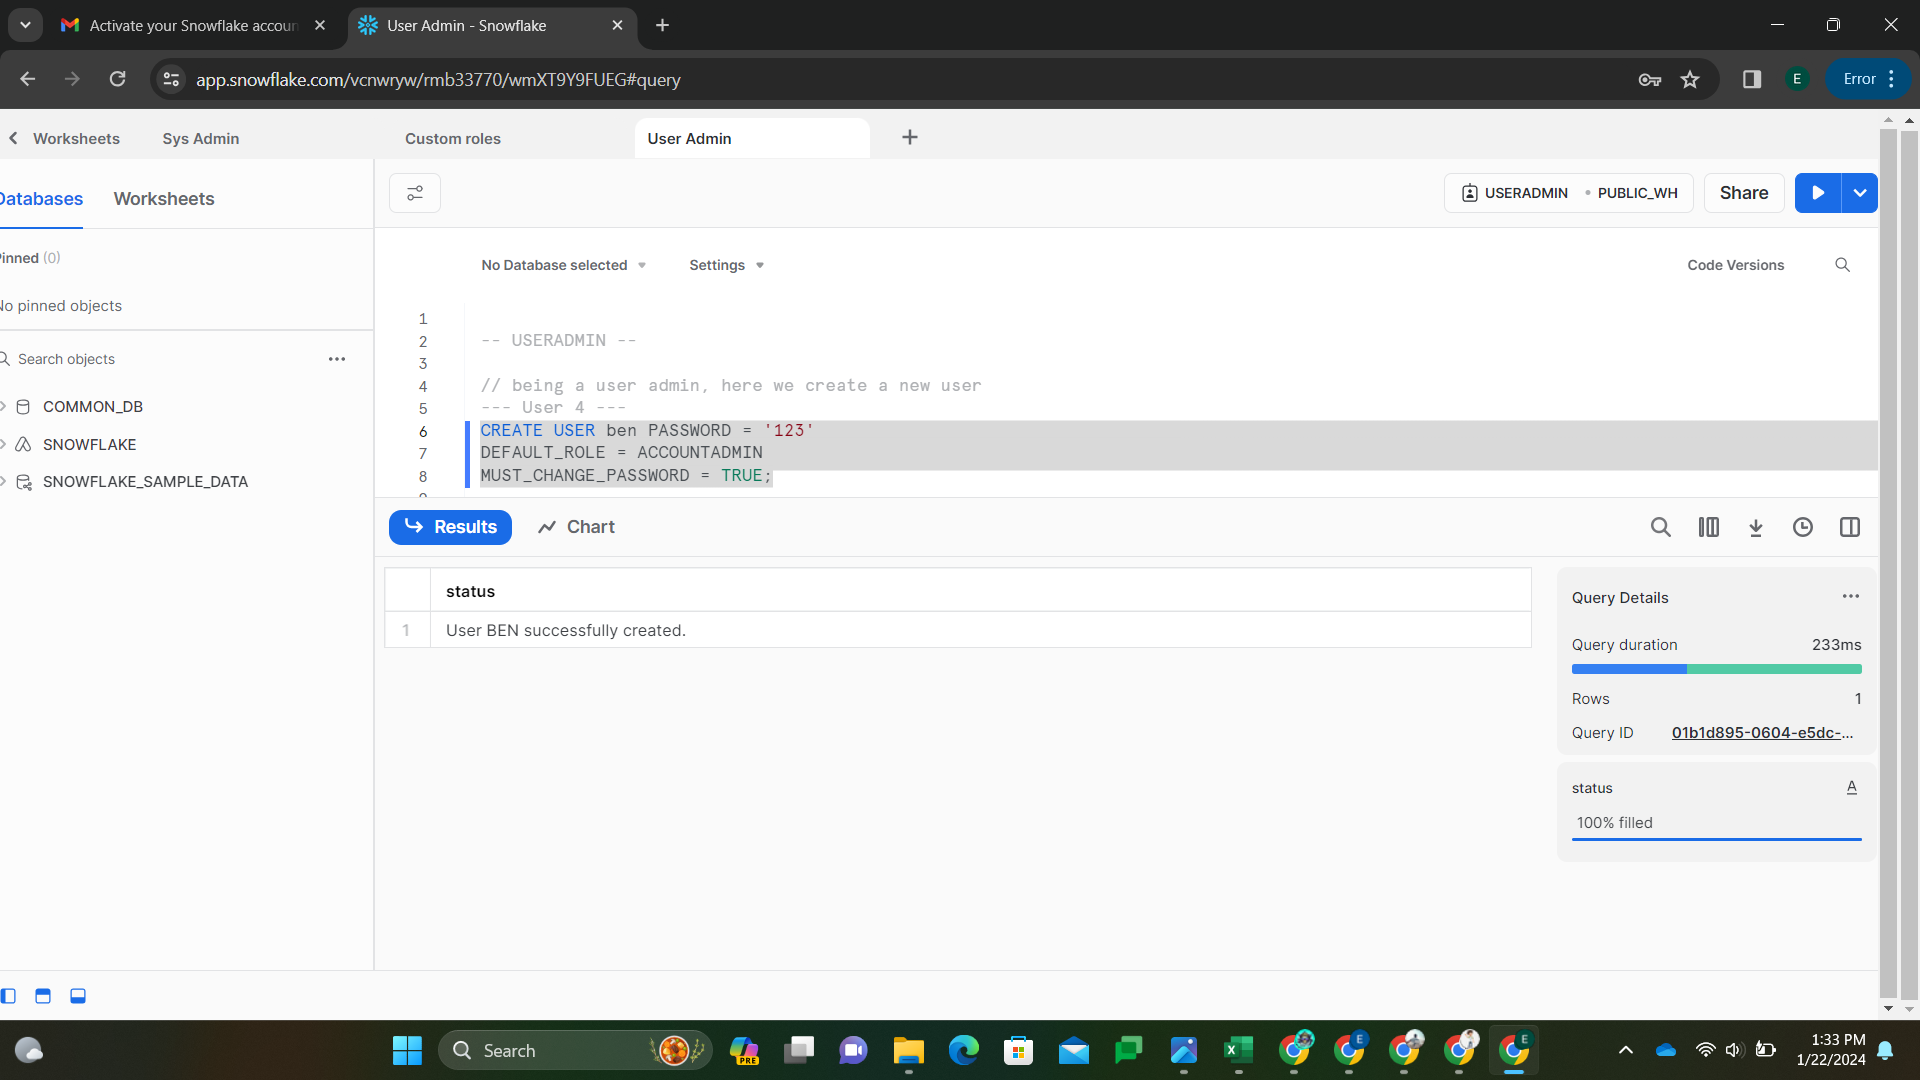 Activate your Snowflake accoun
User Admin - Snowflake
app.snowflake.com/vcnwryw/rmb33770/wmXT9Y9FUEG#query
E
Error
Worksheets
Sys Admin
Custom roles
User Admin
Databases
Worksheets
USERADMIN • PUBLIC_WH
Share
Pinned (0)
No pinned objects
No Database selected
Settings
Code Versions
Search objects
COMMON_DB
SNOWFLAKE
SNOWFLAKE_SAMPLE_DATA
1
2 -- USERADMIN --
3
4 // being a user admin, here we create a new user
5 --- User 4 ---
6 CREATE USER ben PASSWORD = '123'
7 DEFAULT_ROLE = ACCOUNTADMIN
8 MUST_CHANGE_PASSWORD = TRUE;
Results
Chart
status
1 User BEN successfully created.
Query Details
Query duration 233ms
Rows 1
Query ID 01b1d895-0604-e5dc-...
status A
100% filled
Search
PRE
E
E
1:33 PM
1/22/2024